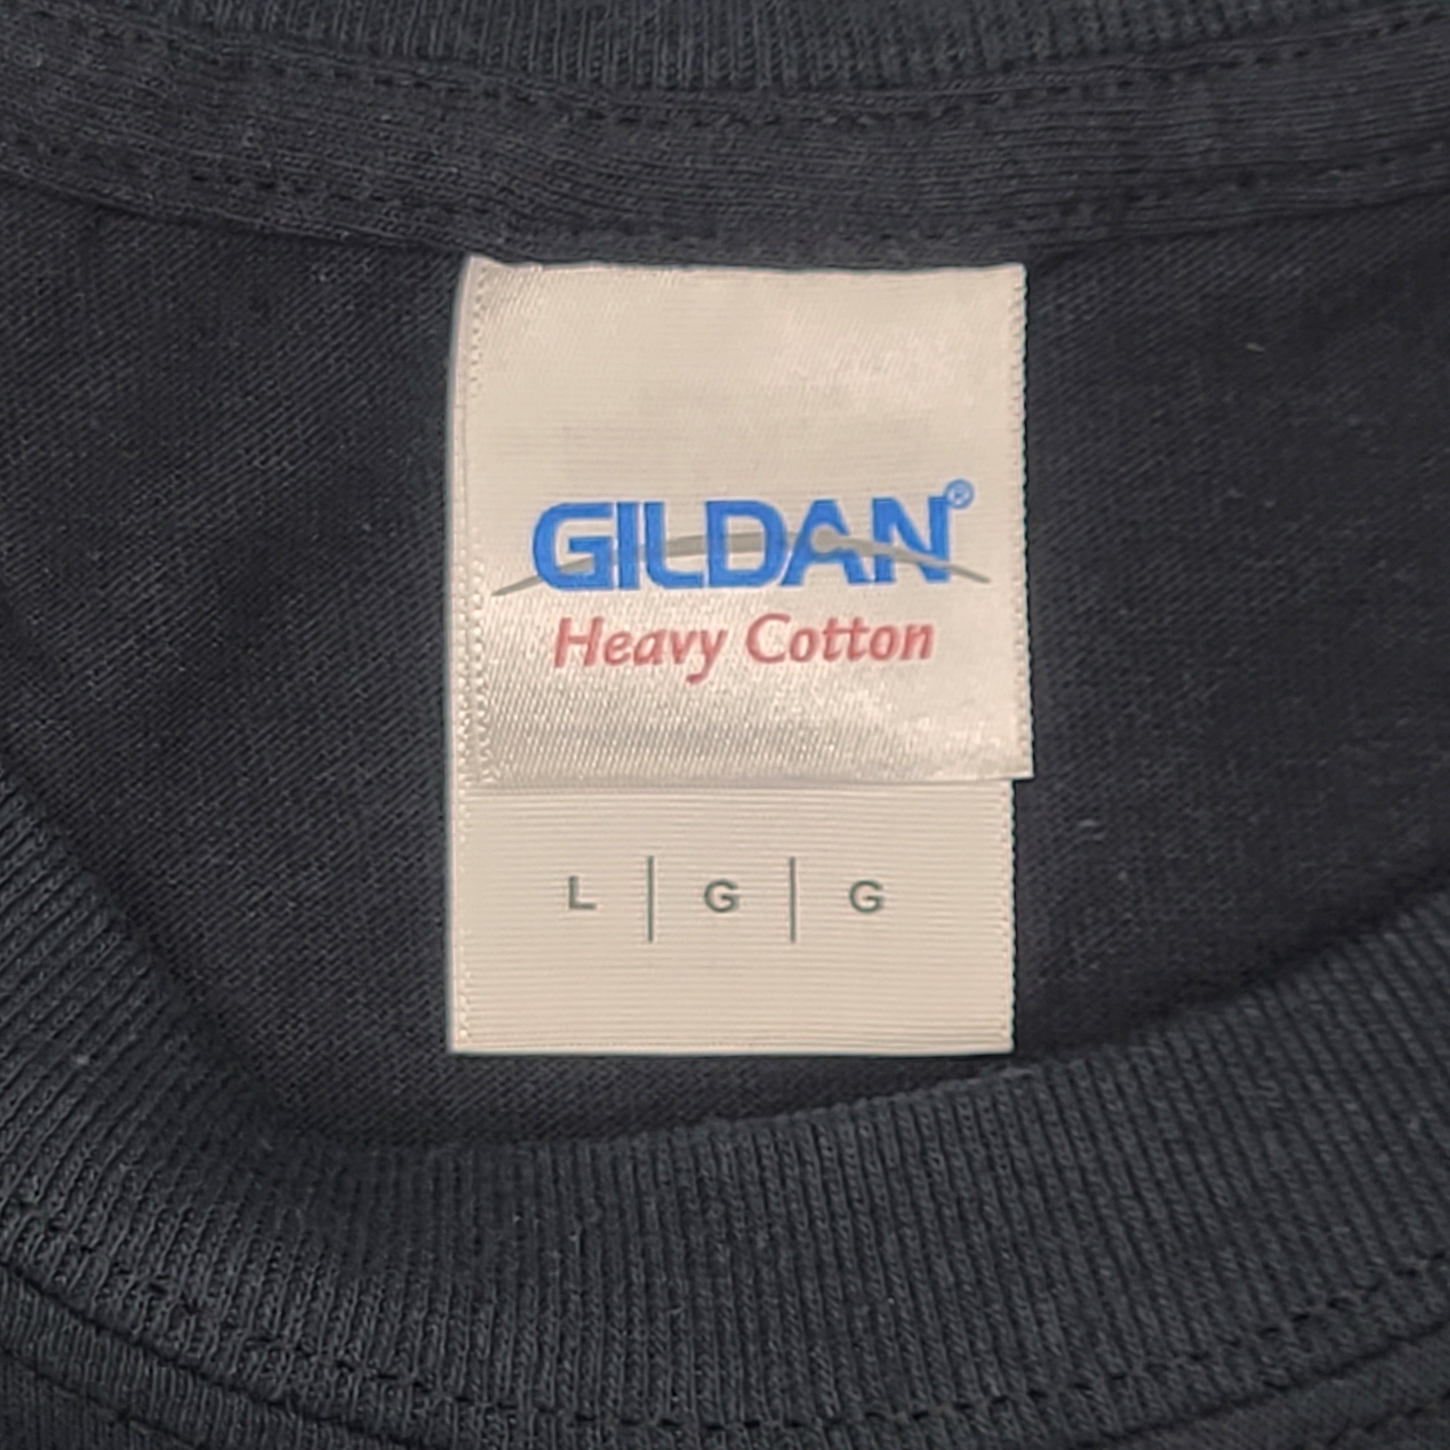 GILDAN®
Heavy Cotton
L | G | G